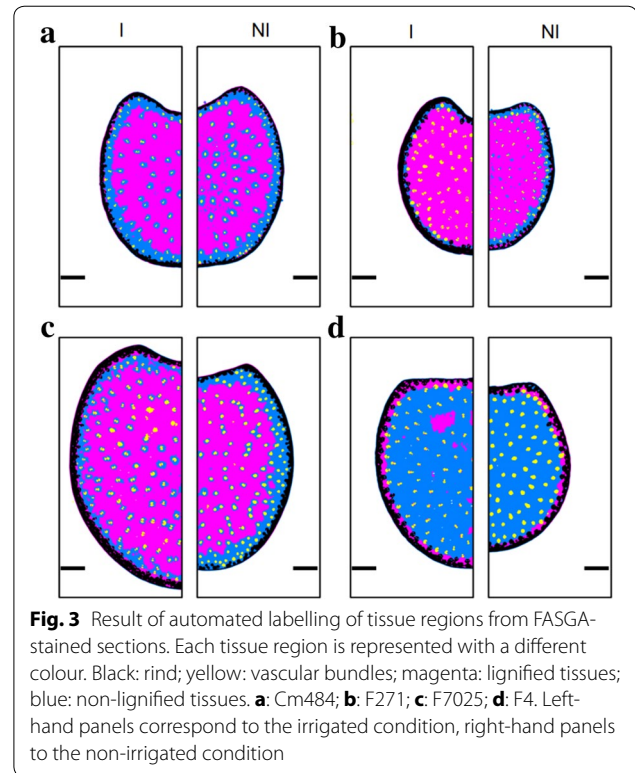 a I NI
b I NI
c
d
Fig. 3 Result of automated labelling of tissue regions from FASGA-
stained sections. Each tissue region is represented with a different
colour. Black: rind; yellow: vascular bundles; magenta: lignified tissues;
blue: non-lignified tissues. a: Cm484; b: F271; c: F7025; d: F4. Left-
hand panels correspond to the irrigated condition, right-hand panels
to the non-irrigated condition